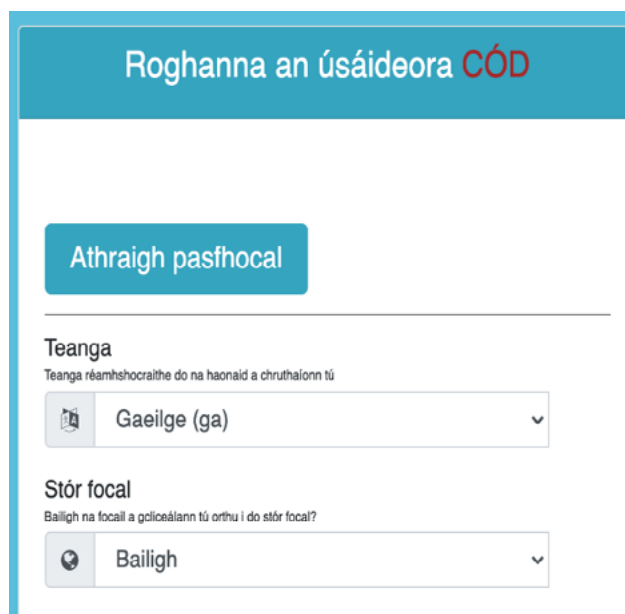 Roghanna an úsáideora CÓD
Athraigh pasfhocal
Teanga
Teanga réamhshocraithe do na haonaid a chruthaíonn tú
Gaeilge (ga)
Stór focal
Bailigh na focail a gcliceálann tú orthu i do stór focal?
Bailigh